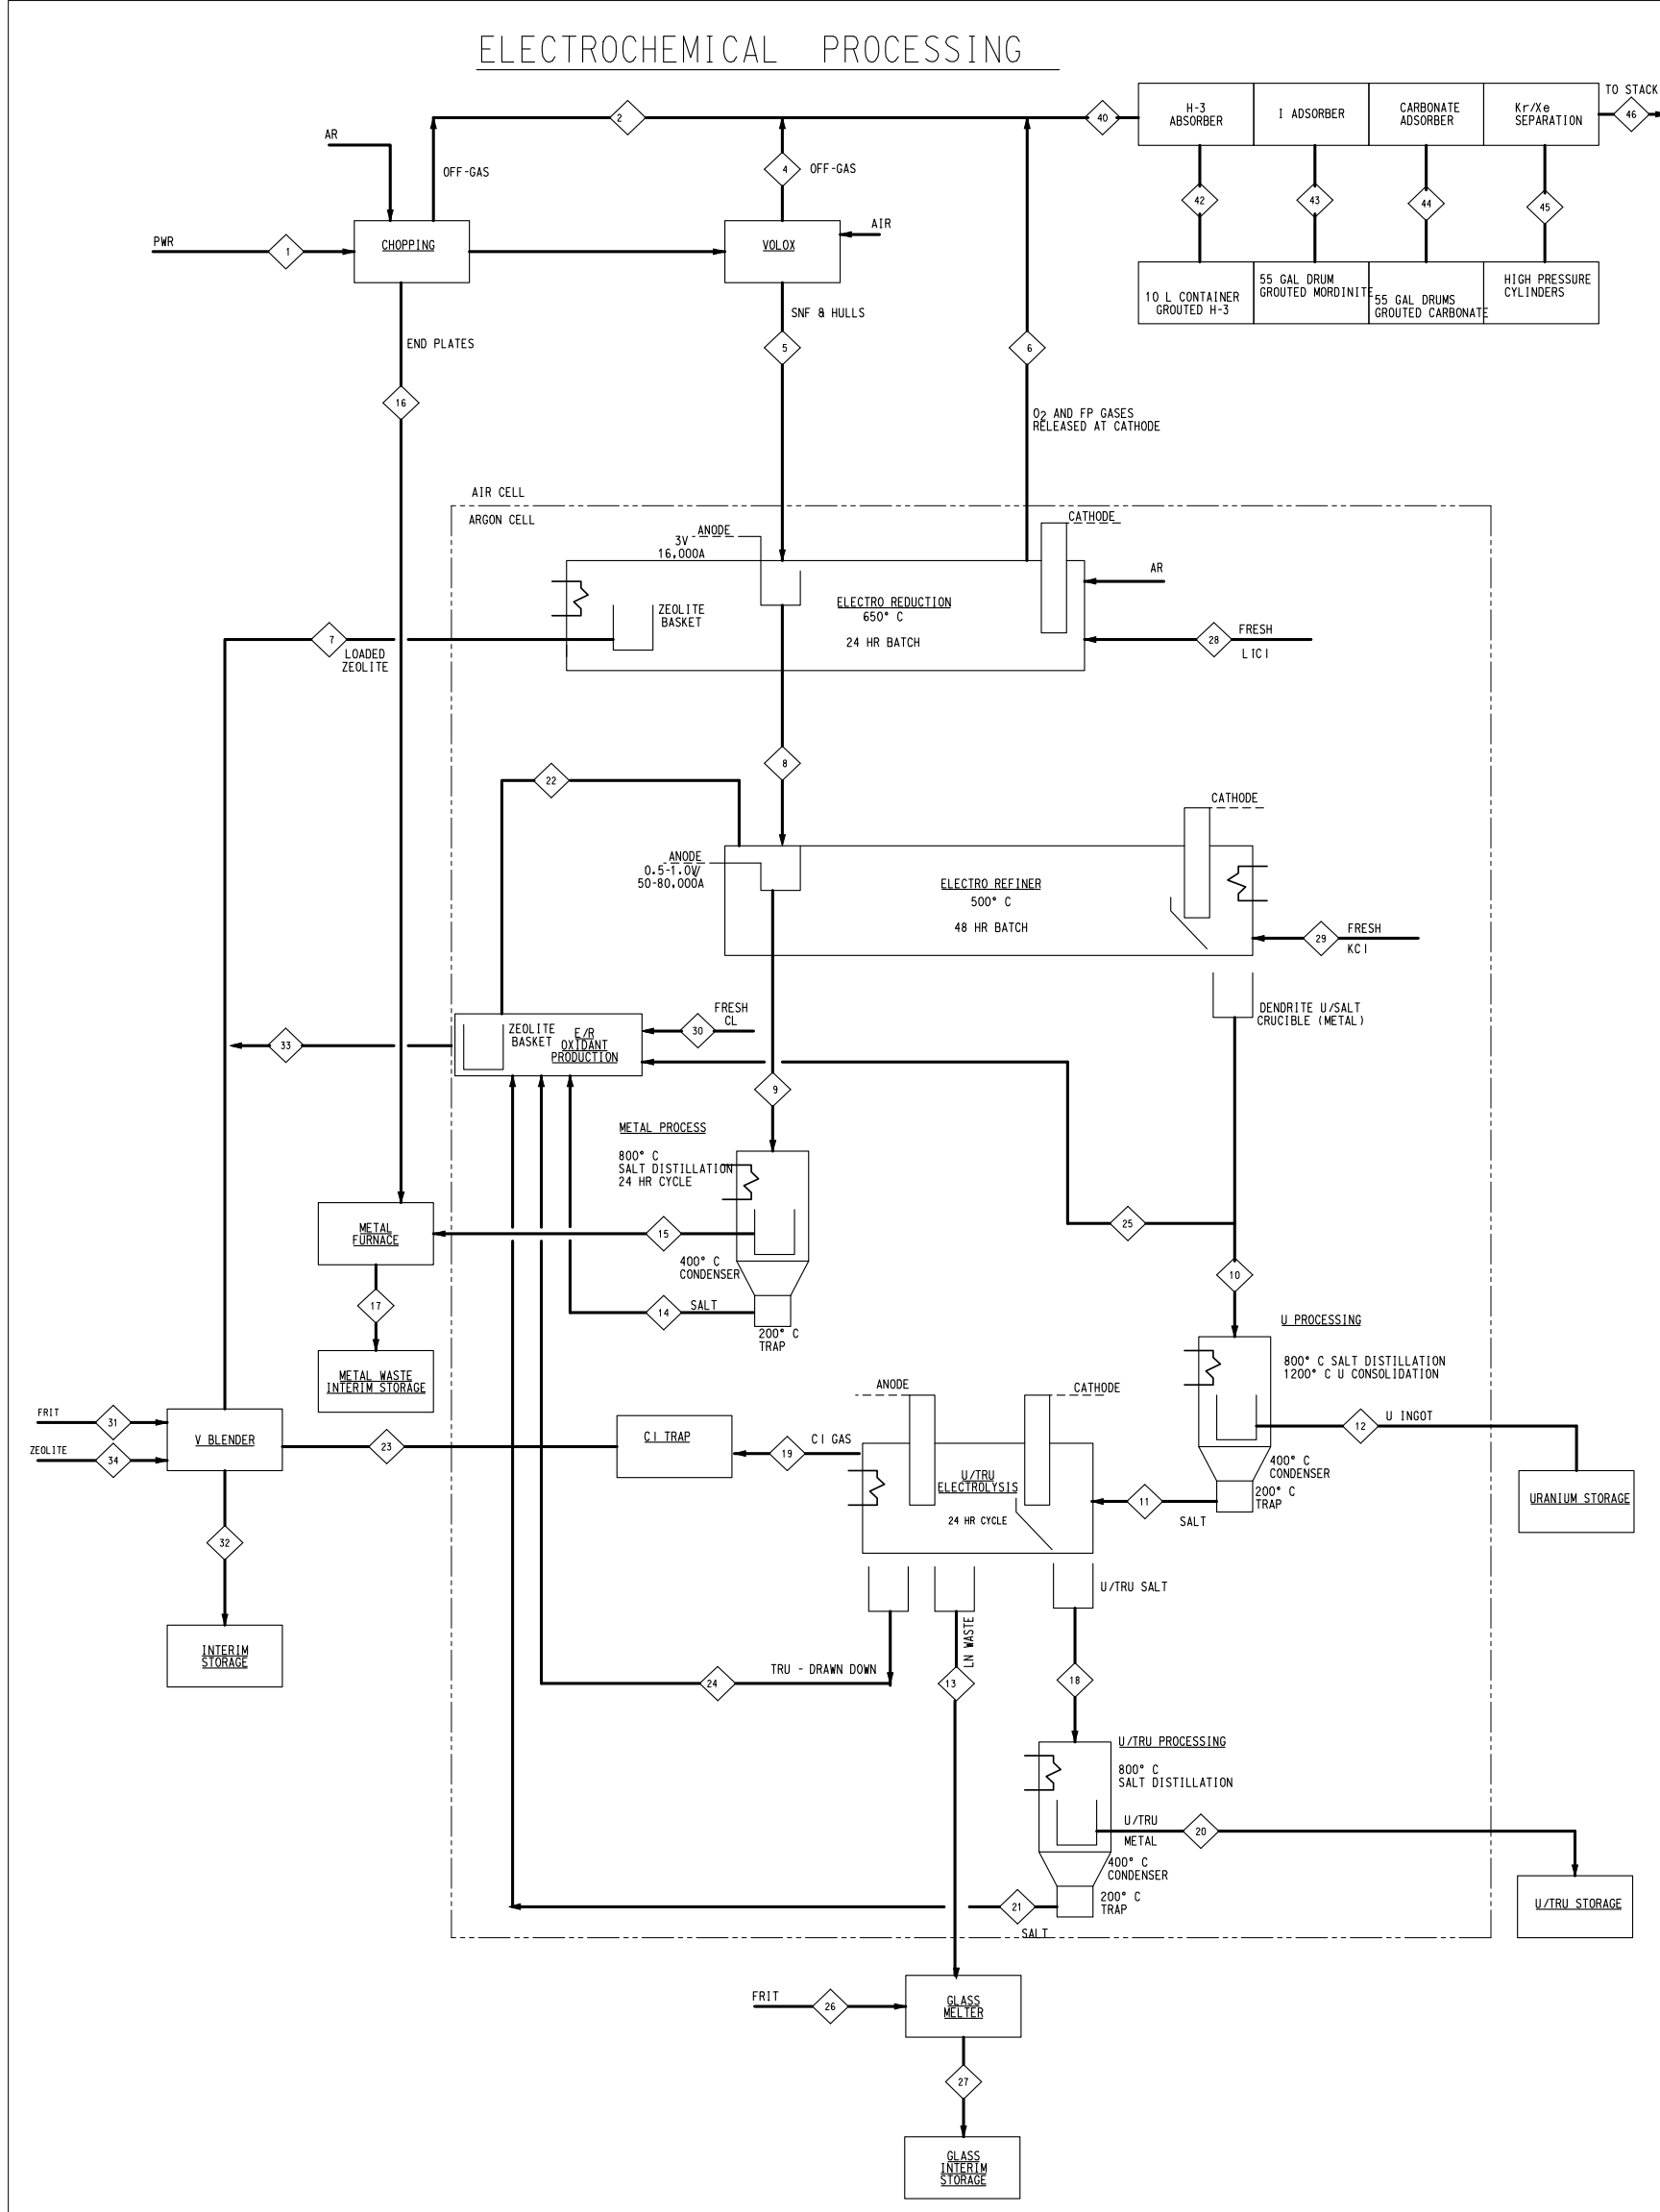 ELECTROCHEMICAL PROCESSING
TO STACK
H-3
ABSORBER
I ADSORBER
CARBONATE
ADSORBER
Kr/Xe
SEPARATION
2
40
46
AR
OFF-GAS
4
OFF-GAS
42
43
44
45
PWR
1
CHOPPING
VOLOX
AIR
10 L CONTAINER
GROUTED H-3
55 GAL DRUM
GROUTED MORDINITE
55 GAL DRUMS
GROUTED CARBONATE
HIGH PRESSURE
CYLINDERS
SNF & HULLS
END PLATES
5
6
16
O2 AND FP GASES
RELEASED AT CATHODE
AIR CELL
ARGON CELL
ANODE
3V
16,000A
CATHODE
AR
ZEOLITE
BASKET
ELECTRO REDUCTION
650° C
24 HR BATCH
7
LOADED
ZEOLITE
28
FRESH
LICI
8
22
CATHODE
ANODE
0.5-1.0V/
50-80,000A
ELECTRO REFINER
500° C
48 HR BATCH
29
FRESH
KCI
DENDRITE U/SALT
CRUCIBLE (METAL)
FRESH
CL
30
33
ZEOLITE
BASKET
E/R
OXIDANT
PRODUCTION
9
METAL PROCESS
800° C
SALT DISTILLATION
24 HR CYCLE
METAL
FURNACE
15
25
400° C
CONDENSER
10
17
14
SALT
200° C
TRAP
U PROCESSING
METAL WASTE
INTERIM STORAGE
800° C SALT DISTILLATION
1200° C U CONSOLIDATION
ANODE
CATHODE
FRIT
31
V BLENDER
ZEOLITE
34
23
CI TRAP
CI GAS
19
12
U INGOT
U/TRU
ELECTROLYSIS
24 HR CYCLE
400° C
CONDENSER
200° C
TRAP
11
SALT
URANIUM STORAGE
32
U/TRU SALT
LN WASTE
INTERIM
STORAGE
TRU - DRAWN DOWN
24
13
18
U/TRU PROCESSING
800° C
SALT DISTILLATION
U/TRU
METAL
20
400° C
CONDENSER
200° C
TRAP
21
SALT
U/TRU STORAGE
FRIT
26
GLASS
MELTER
27
GLASS
INTERIM
STORAGE